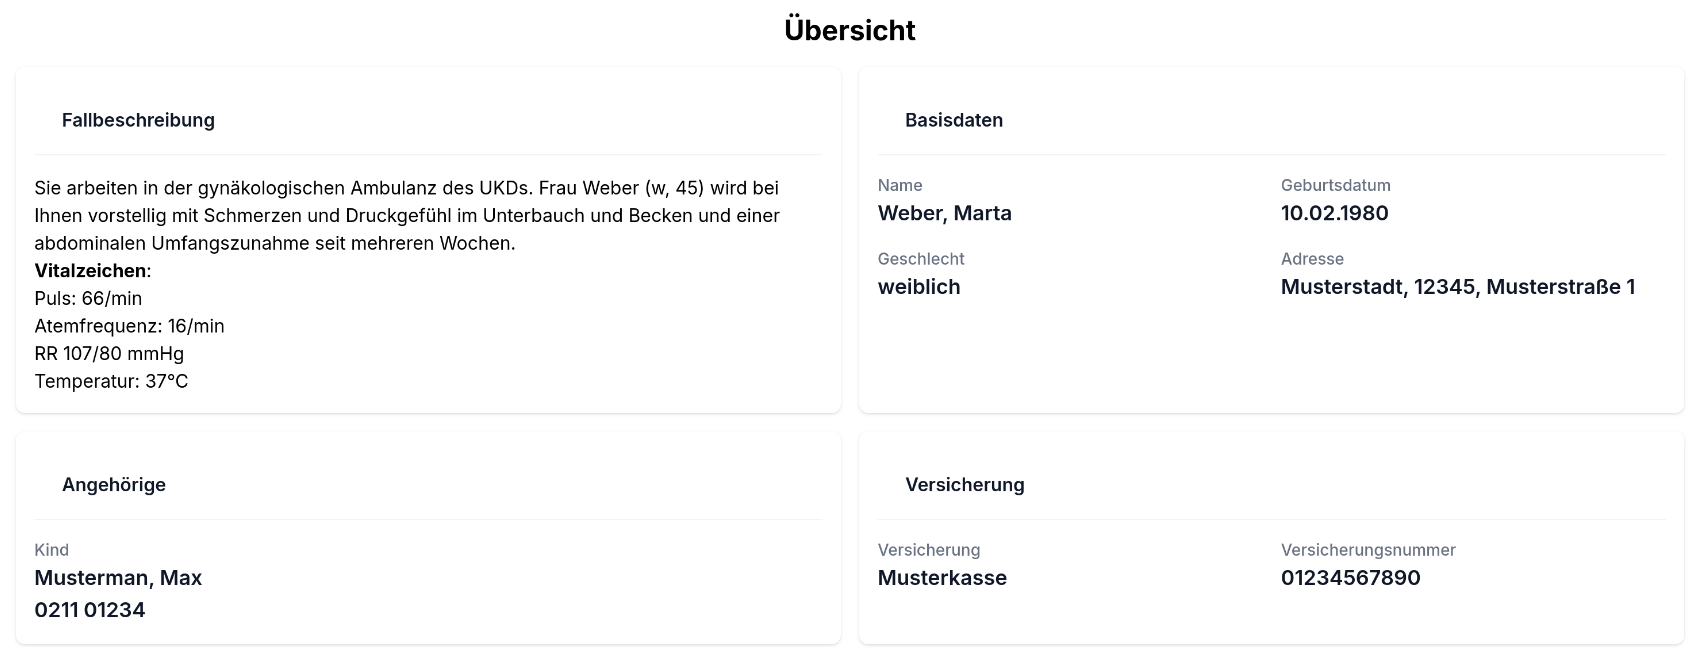 Übersicht
Fallbeschreibung
Sie arbeiten in der gynäkologischen Ambulanz des UKDs. Frau Weber (w, 45) wird bei
Ihnen vorstellig mit Schmerzen und Druckgefühl im Unterbauch und Becken und einer
abdominalen Umfangszunahme seit mehreren Wochen.
Vitalzeichen:
Puls: 66/min
Atemfrequenz: 16/min
RR 107/80 mmHg
Temperatur: 37°C
Basisdaten
Name
Weber, Marta
Geburtsdatum
10.02.1980
Geschlecht
weiblich
Adresse
Musterstadt, 12345, Musterstraße 1
Angehörige
Kind
Musterman, Max
0211 01234
Versicherung
Versicherung
Musterkasse
Versicherungsnummer
01234567890